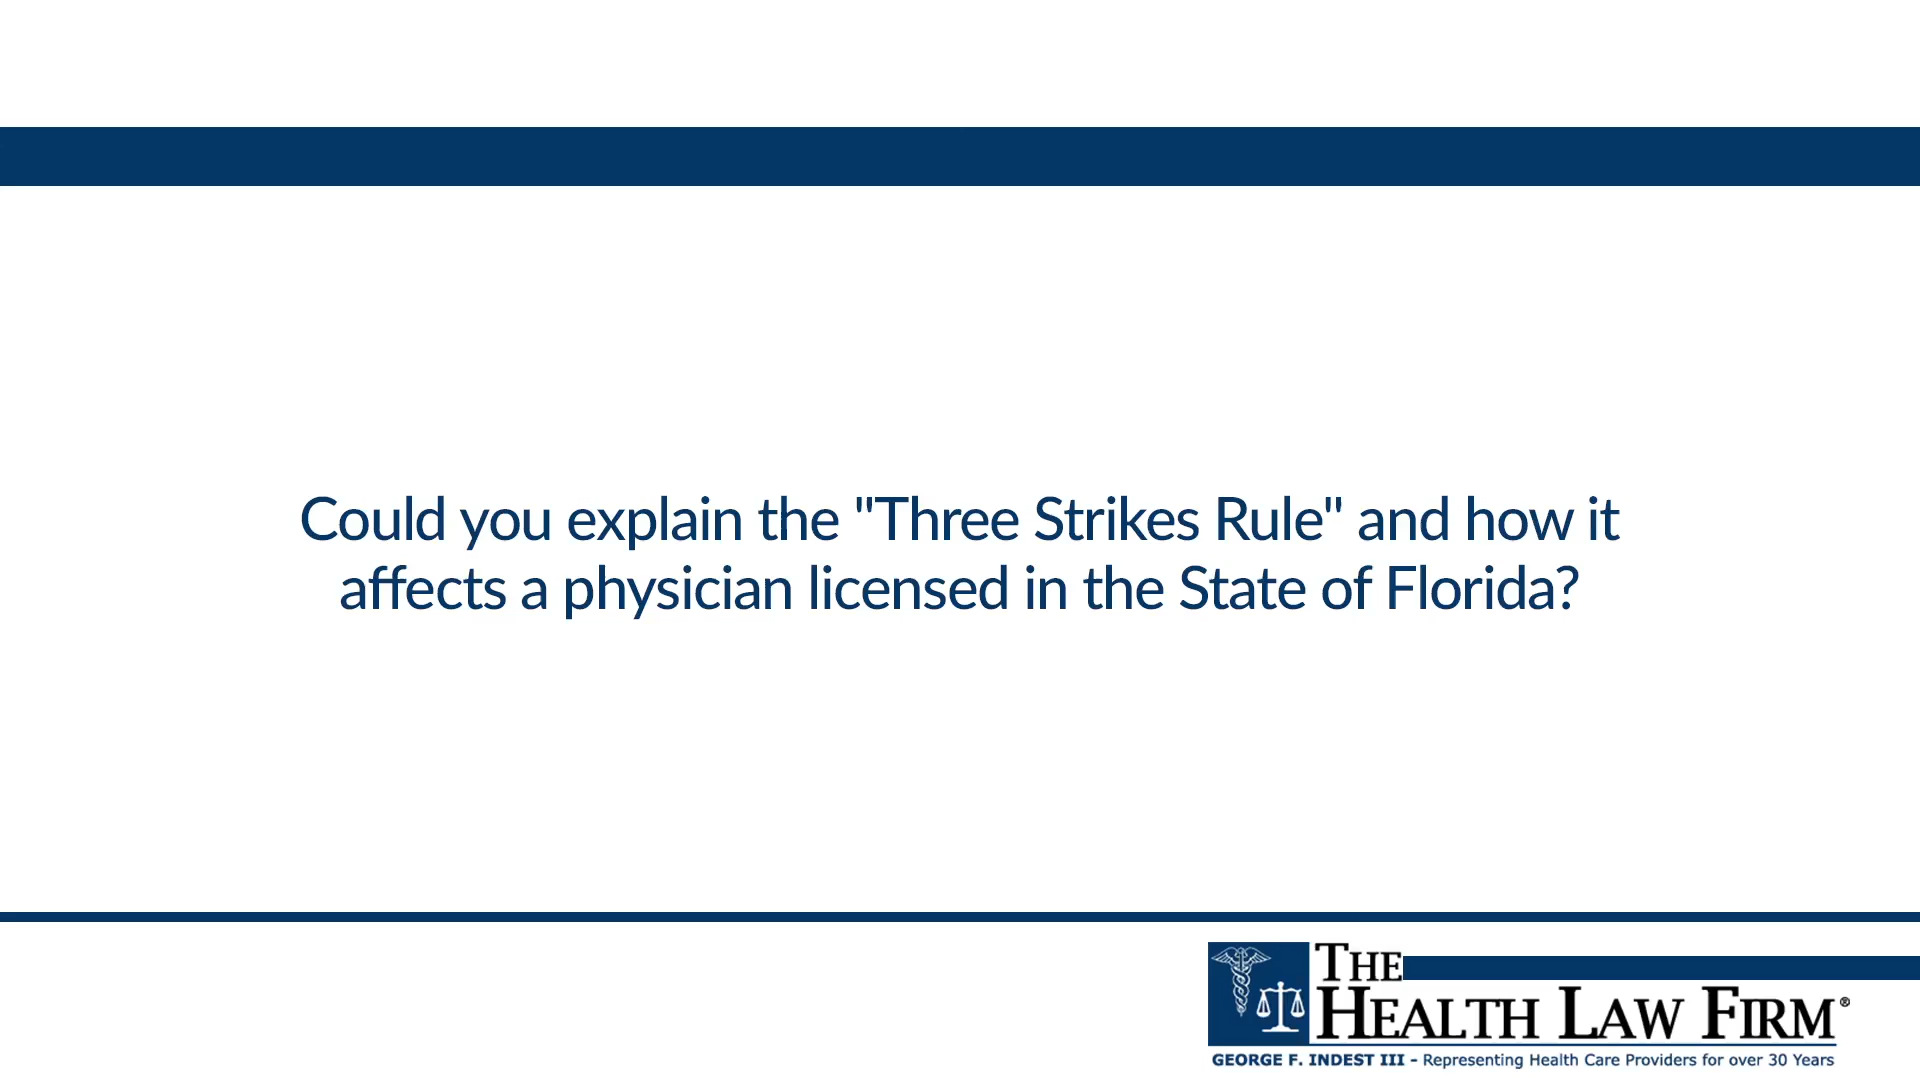 Could you explain the "Three Strikes Rule" and how it
affects a physician licensed in the State of Florida?
THE
HEALTH LAW FIRM®
GEORGE F. INDEST III - Representing Health Care Providers for over 30 Years